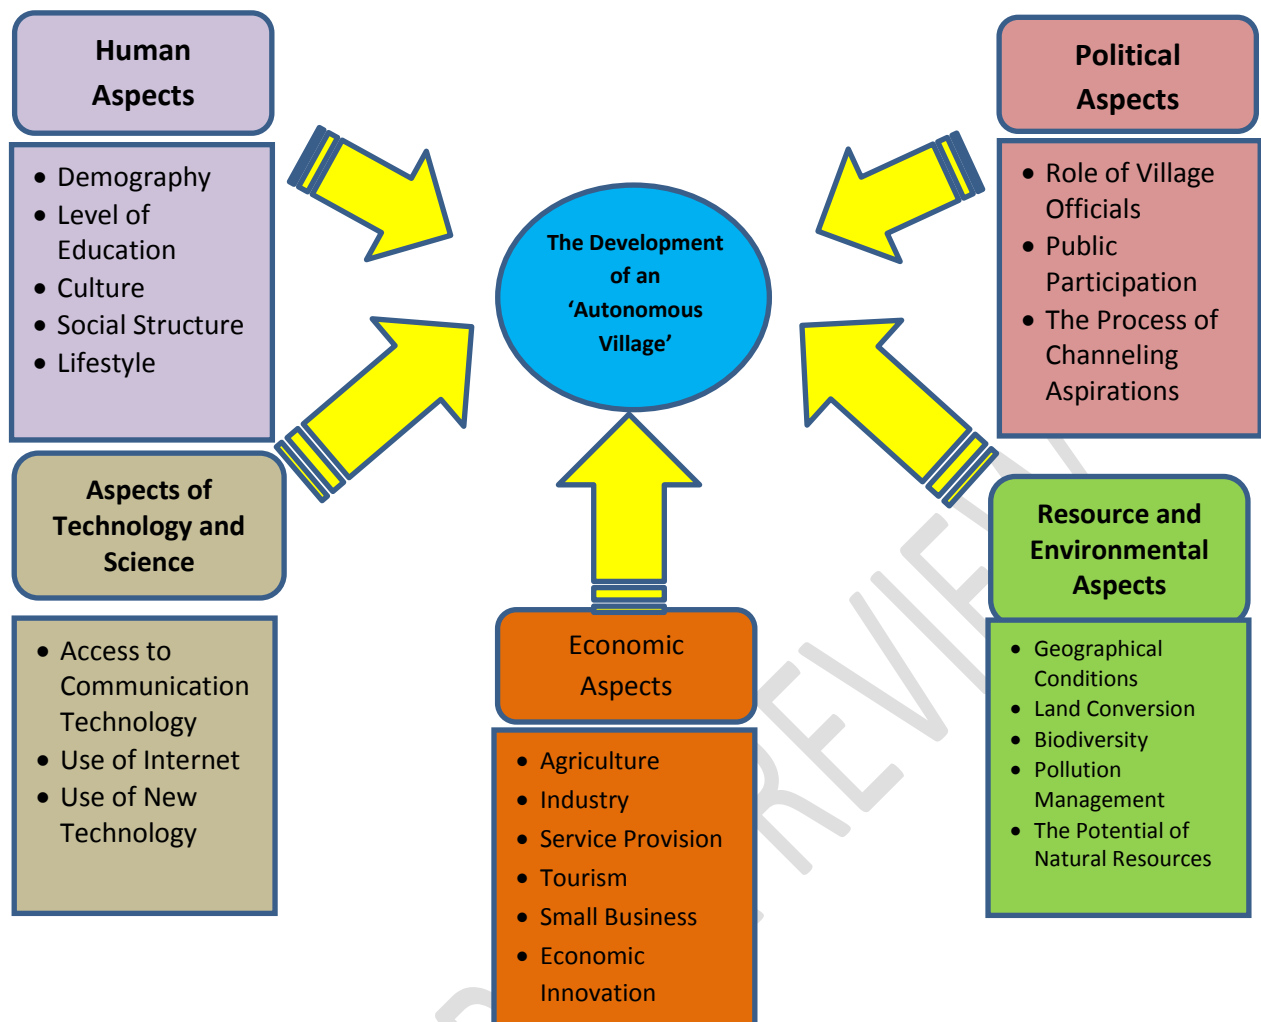 Human
Aspects
• Demography
• Level of
Education
• Culture
• Social Structure
• Lifestyle
Political
Aspects
• Role of Village
Officials
• Public
Participation
• The Process of
Channeling
Aspirations
The Development
of an
‘Autonomous
Village’
Aspects of
Technology and
Science
• Access to
Communication
Technology
• Use of Internet
• Use of New
Technology
Economic
Aspects
• Agriculture
• Industry
• Service Provision
• Tourism
• Small Business
• Economic
Innovation
Resource and
Environmental
Aspects
• Geographical
Conditions
• Land Conversion
• Biodiversity
• Pollution
Management
• The Potential of
Natural Resources